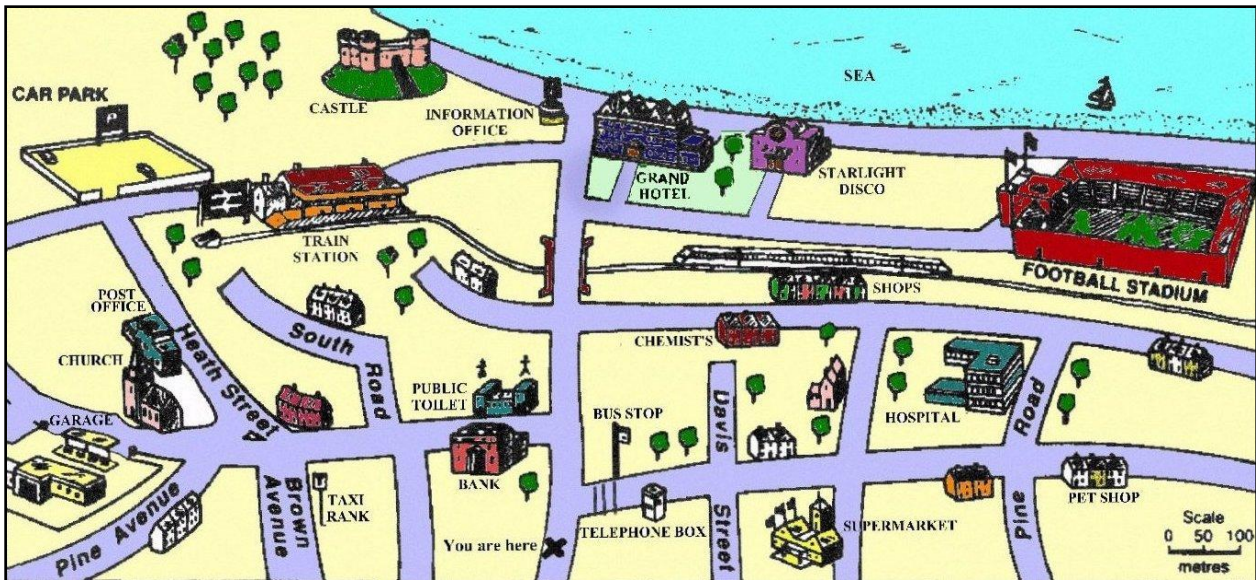 SEA
CAR PARK
P
CASTLE
INFORMATION
OFFICE
GRAND
HOTEL
STARLIGHT
DISCO
TRAIN
STATION
FOOTBALL STADIUM
SHOPS
POST
OFFICE
CHURCH
Heath Street
South
Road
CHEMIST'S
PUBLIC
TOILET
BUS STOP
Davis
Street
HOSPITAL
Pine
Road
GARAGE
BANK
TAXI
RANK
Brown
Avenue
Pine Avenue
TELEPHONE BOX
SUPERMARKET
PET SHOP
You are here
Scale
0 50 100
metres